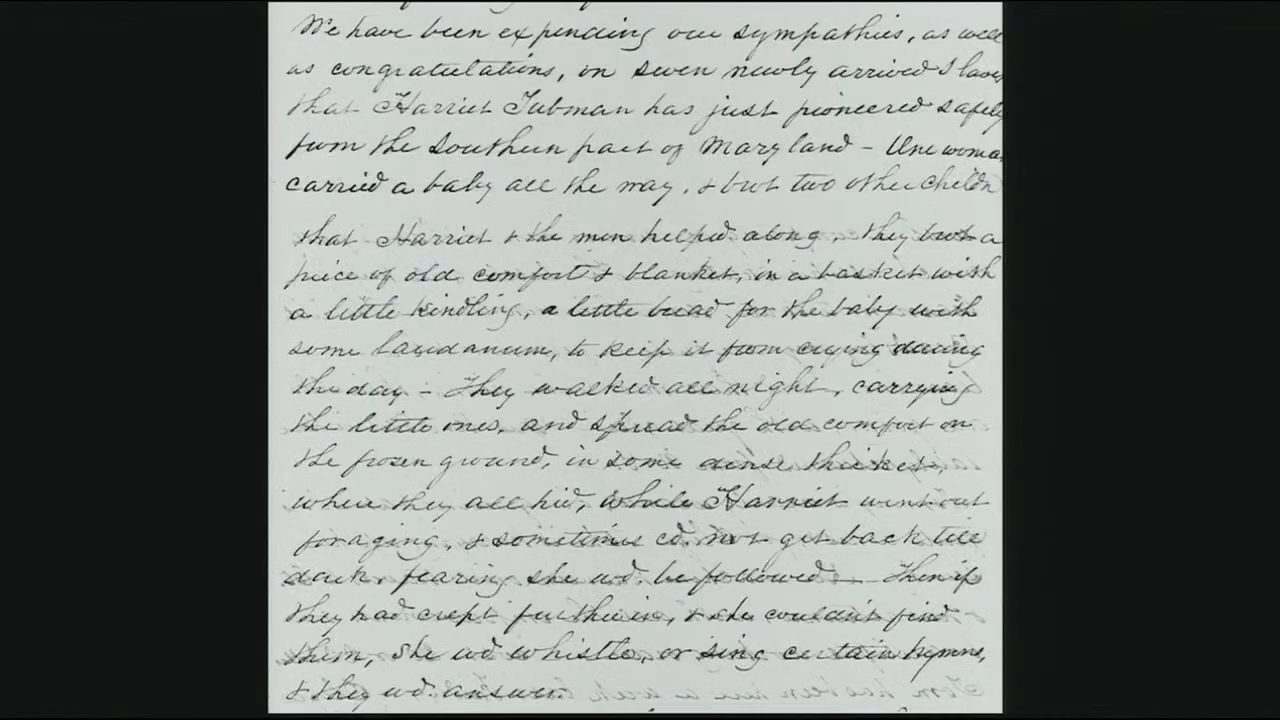 We have been expending our sympathies, as well
as congratulations, on seven newly arrived slaves
that Harriet Tubman has just pioneered safely
from the Southern part of Maryland – One woman
carried a baby all the way, & bro't two other childn
that Harriet & the men helped along, They bro't a
piece of old comfort & blanket, in a basket with
a little kindling, a little bread for the baby with
some laudanum, to keep it from crying during
the day – They walked all night, carrying
the little ones, and spread the old comfort on
the frozen ground, in some dense thicket,
where they all hid, while Harriet went out
foraging, & sometimes cd. not get back till
dark, fearing she wd. be followed – Then if
they had crept further in, & she couldn't find
them, she wd whistle, or sing certain hymns,
& they wd. answer.